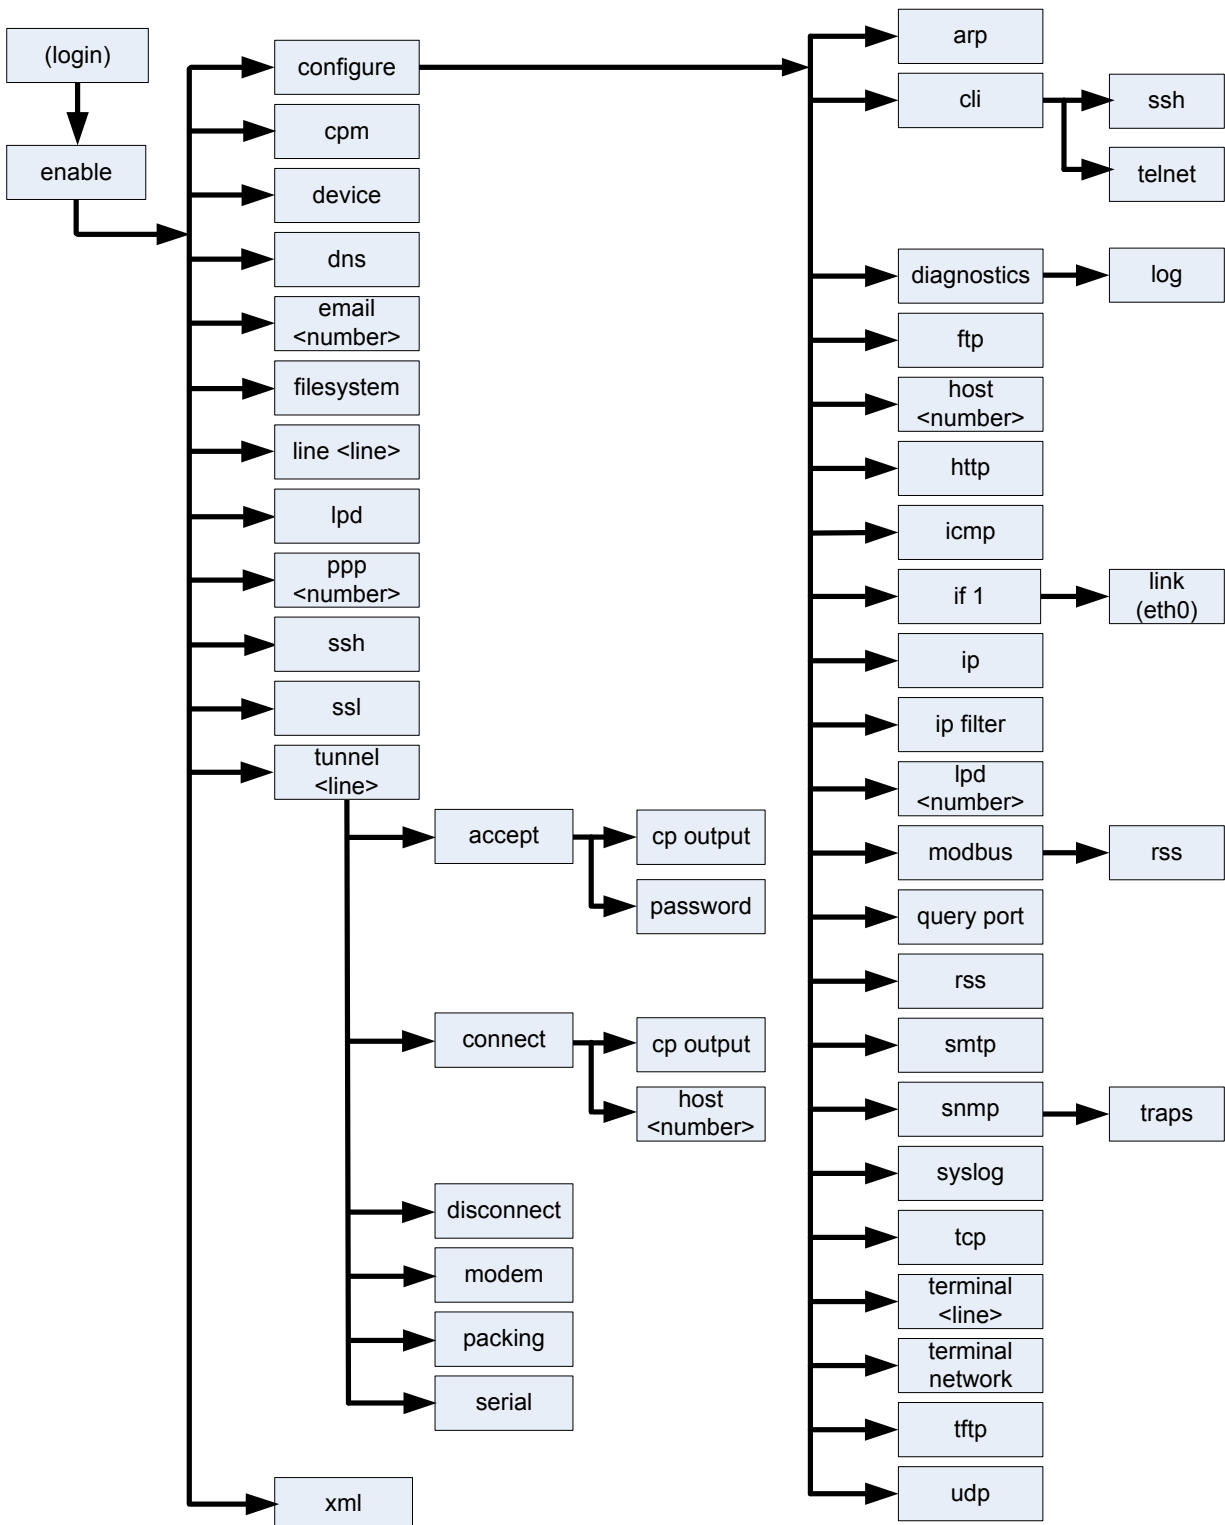 (login)
enable
configure
cpm
device
dns
email
<number>
filesystem
line <line>
lpd
ppp
<number>
ssh
ssl
tunnel
<line>
accept
cp output
password
connect
cp output
host
<number>
disconnect
modem
packing
serial
xml
arp
cli
ssh
telnet
diagnostics
log
ftp
host
<number>
http
icmp
if 1
link
(eth0)
ip
ip filter
lpd
<number>
modbus
rss
query port
rss
smtp
snmp
traps
syslog
tcp
terminal
<line>
terminal
network
tftp
udp